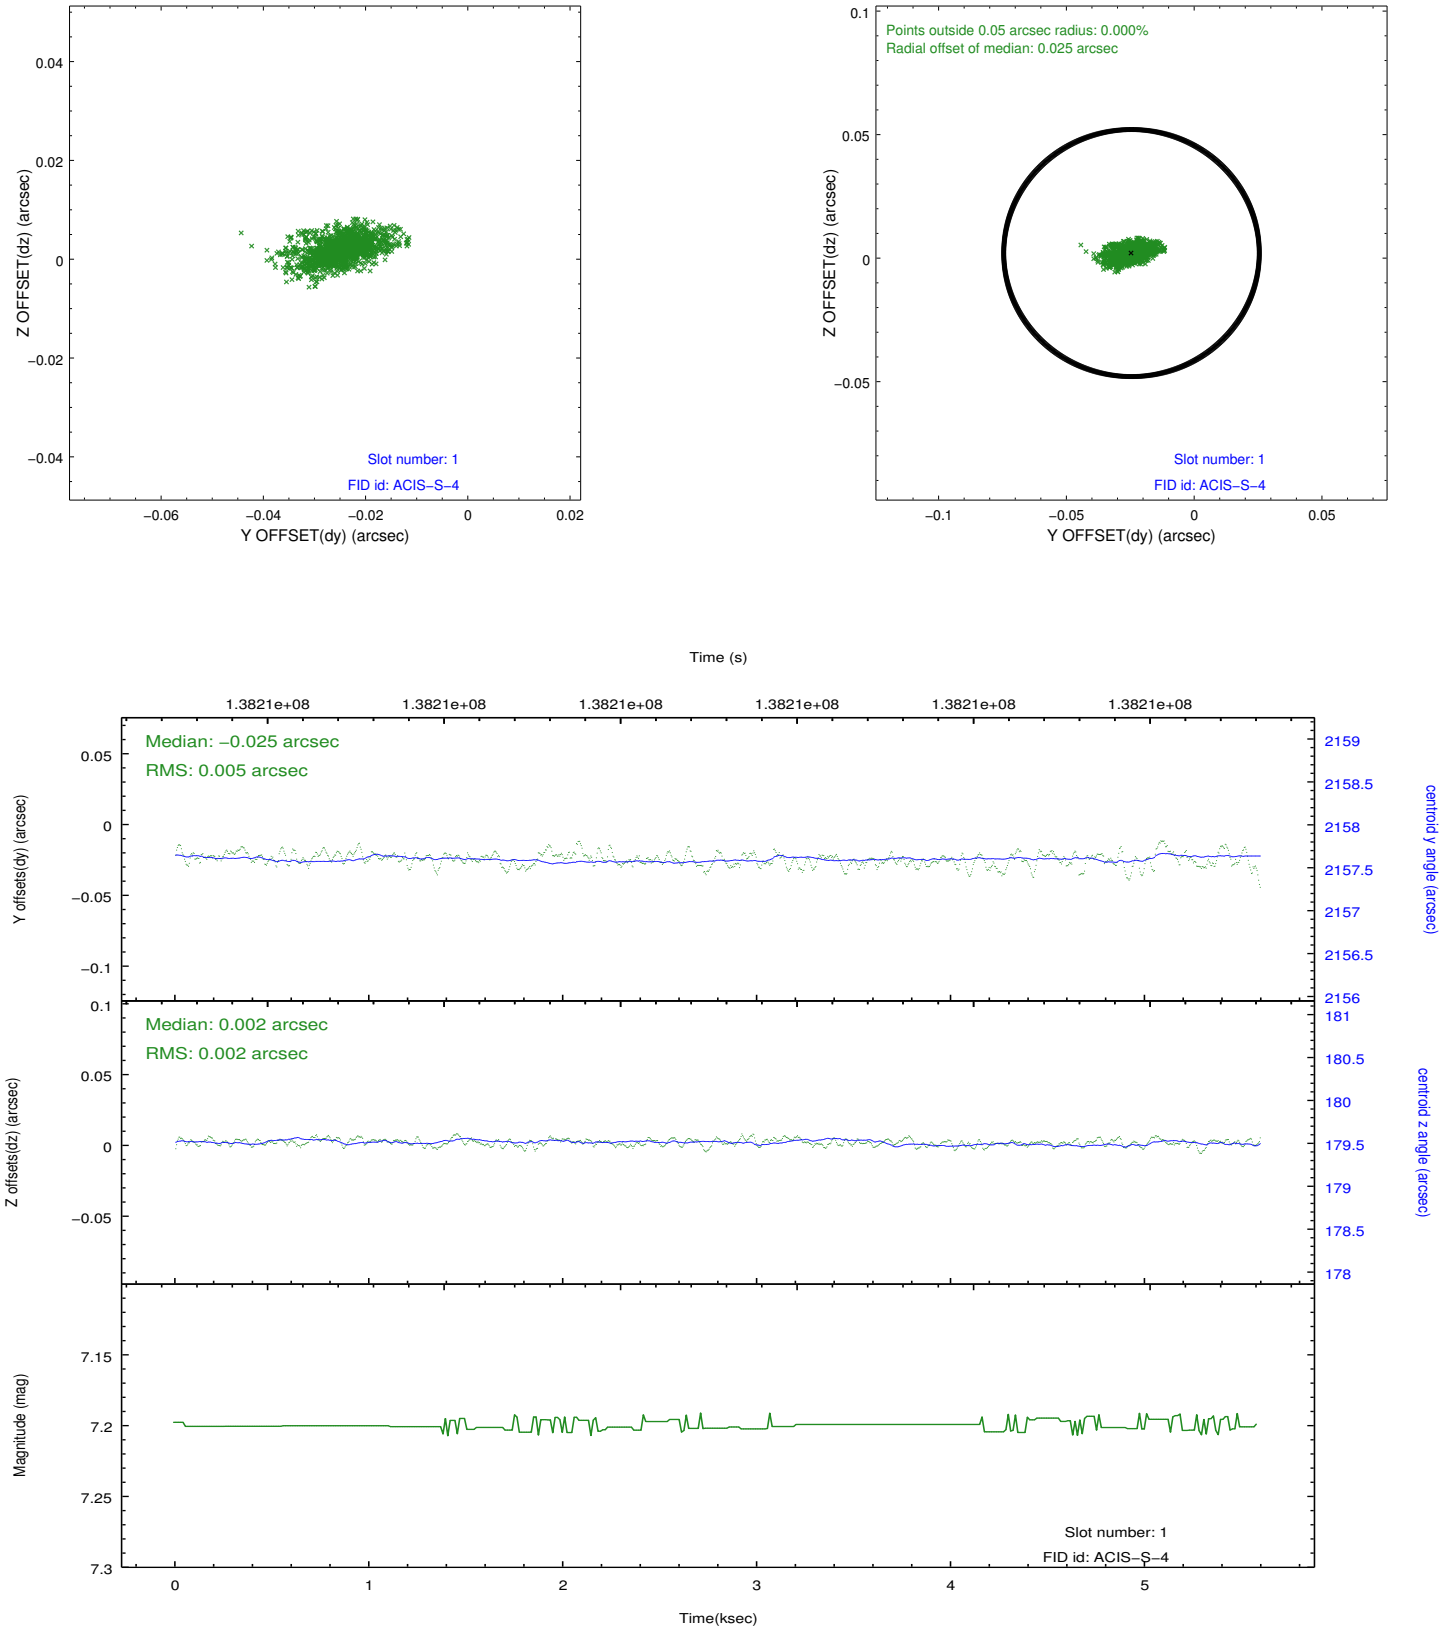 0.04
0.02
0
−0.02
−0.04
Z OFFSET(dz) (arcsec)
Slot number: 1
FID id: ACIS−S−4
−0.06 −0.04 −0.02 0 0.02
Y OFFSET(dy) (arcsec)
0.1
0.05
0
−0.05
Z OFFSET(dz) (arcsec)
Points outside 0.05 arcsec radius: 0.000%
Radial offset of median: 0.025 arcsec
Slot number: 1
FID id: ACIS−S−4
−0.1 −0.05 0 0.05
Y OFFSET(dy) (arcsec)
Time (s)
1.3821e+08 1.3821e+08 1.3821e+08 1.3821e+08 1.3821e+08 1.3821e+08
Median: −0.025 arcsec
RMS: 0.005 arcsec
0.05
0
−0.05
−0.1
Y offsets(dy) (arcsec)
2159
2158.5
2158
2157.5
2157
2156.5
2156
centroid y angle (arcsec)
Median: 0.002 arcsec
RMS: 0.002 arcsec
0.1
0.05
0
−0.05
Z offsets(dz) (arcsec)
181
180.5
180
179.5
179
178.5
178
centroid z angle (arcsec)
7.15
7.2
7.25
7.3
Magnitude (mag)
Slot number: 1
FID id: ACIS−S−4
0 1 2 3 4 5
Time(ksec)